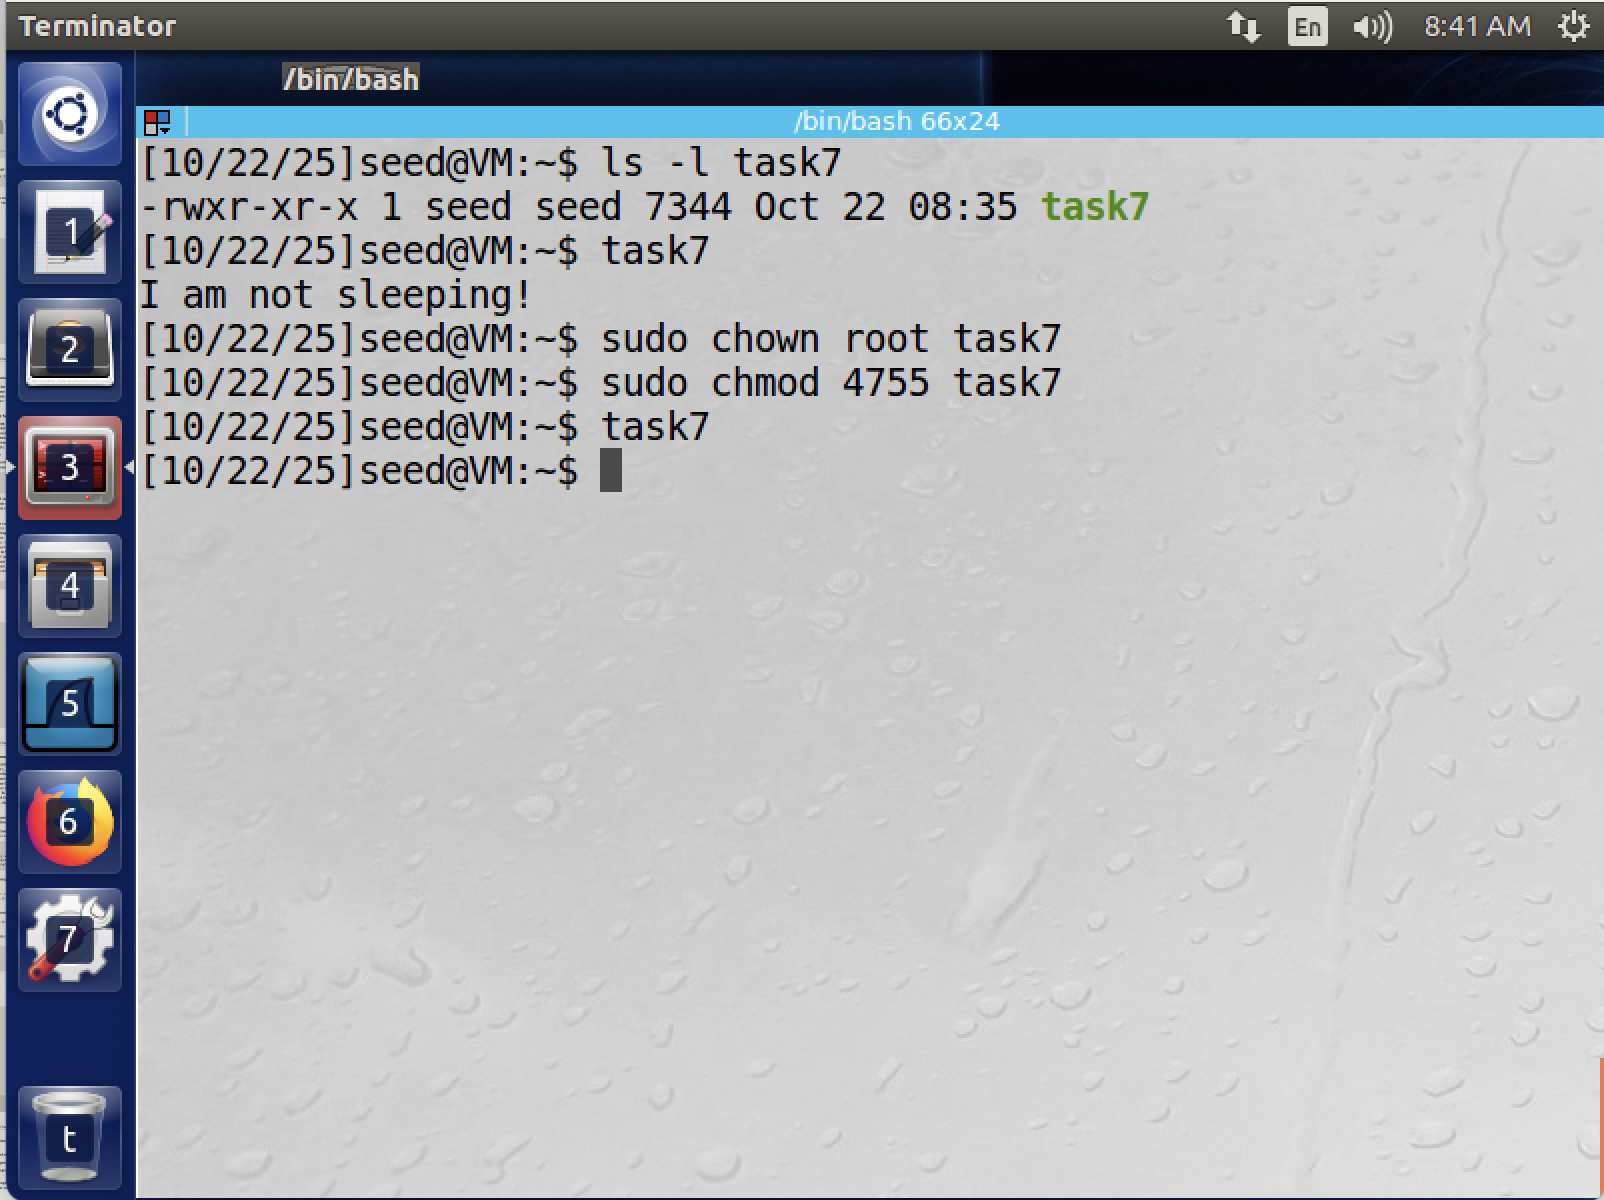 Terminator
En
8:41 AM
/bin/bash
/bin/bash 66x24
[10/22/25]seed@VM:~$ ls -l task7
-rwxr-xr-x 1 seed seed 7344 Oct 22 08:35 task7
[10/22/25]seed@VM:~$ task7
I am not sleeping!
[10/22/25]seed@VM:~$ sudo chown root task7
[10/22/25]seed@VM:~$ sudo chmod 4755 task7
[10/22/25]seed@VM:~$ task7
[10/22/25]seed@VM:~$
1
2
3
4
5
6
7
t